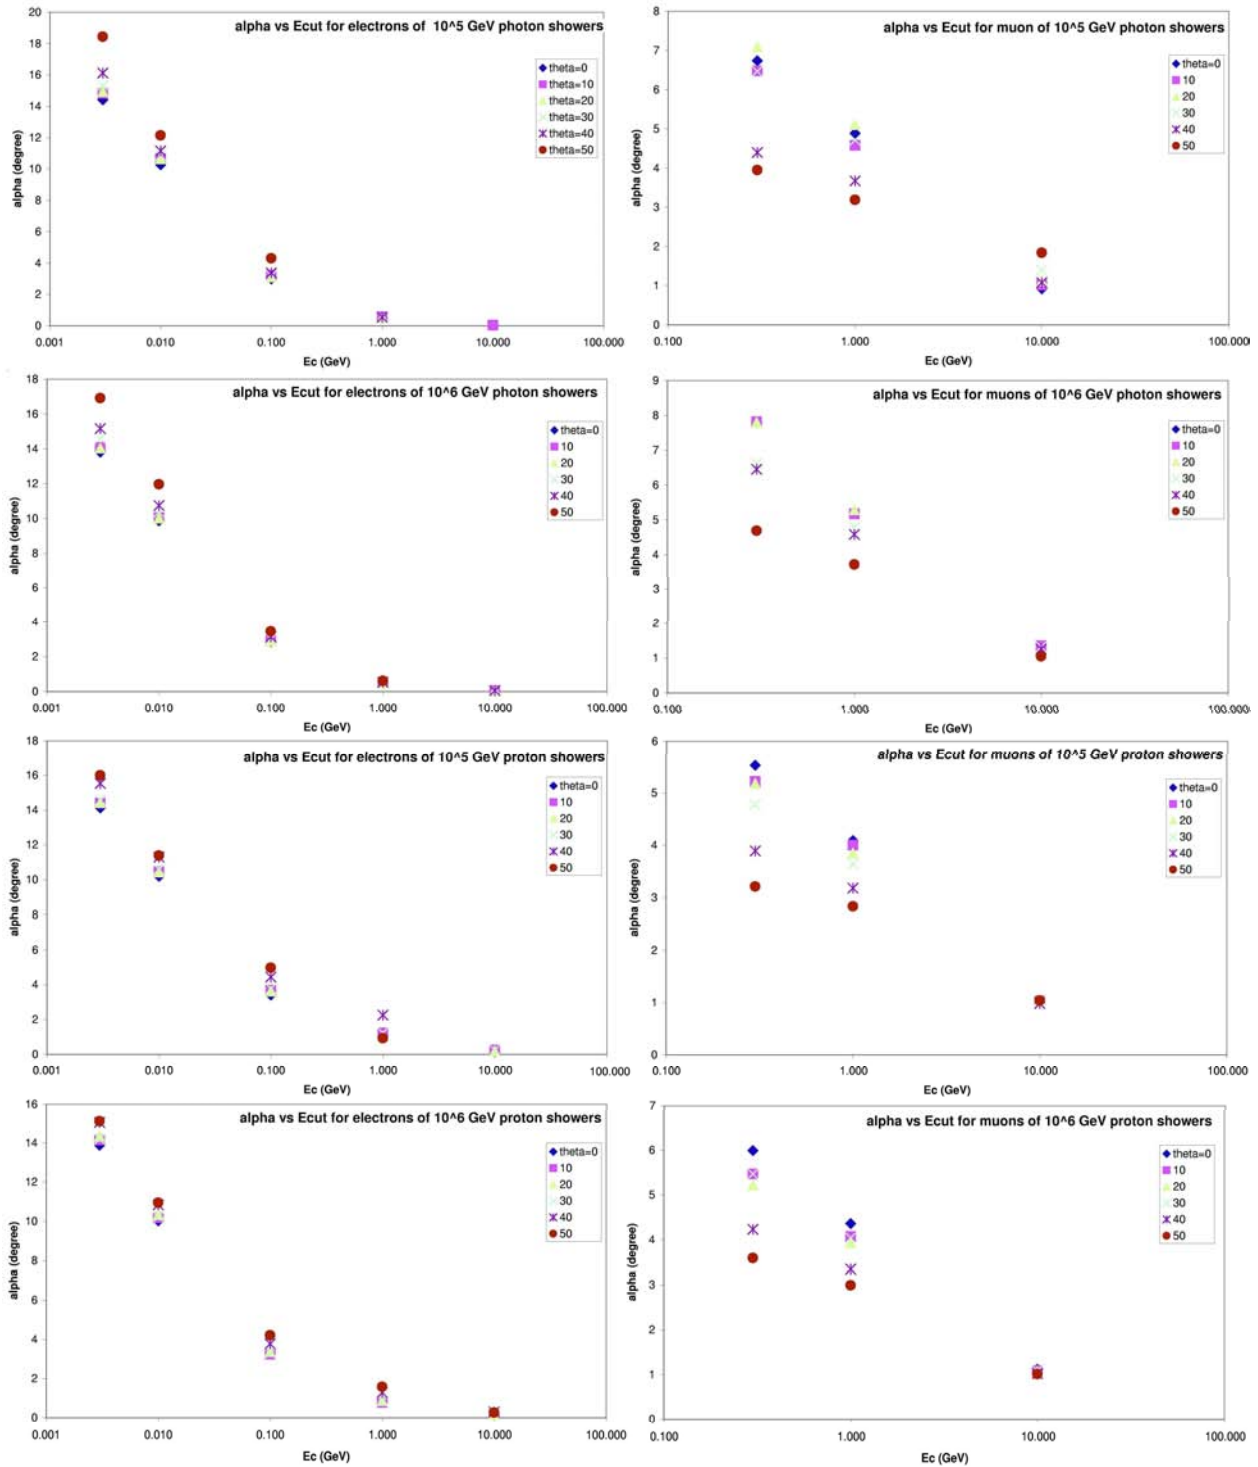 alpha vs Ecut for electrons of 10^5 GeV photon showers
20
18
16
14
12
10
8
6
4
2
0
alpha (degree)
0.001 0.010 0.100 1.000 10.000 100.000
Ec (GeV)
theta=0
theta=10
theta=20
theta=30
theta=40
theta=50
alpha vs Ecut for muon of 10^5 GeV photon showers
8
7
6
5
4
3
2
1
0
alpha (degree)
0.100 1.000 10.000 100.000
Ec (GeV)
theta=0
10
20
30
40
50
alpha vs Ecut for electrons of 10^6 GeV photon showers
18
16
14
12
10
8
6
4
2
0
alpha (degree)
0.001 0.010 0.100 1.000 10.000 100.000
Ec (GeV)
theta=0
10
20
30
40
50
alpha vs Ecut for muons of 10^6 GeV photon showers
9
8
7
6
5
4
3
2
1
0
alpha (degree)
0.100 1.000 10.000 100.000
Ec (GeV)
theta=0
10
20
30
40
50
alpha vs Ecut for electrons of 10^5 GeV proton showers
18
16
14
12
10
8
6
4
2
0
alpha (degree)
0.001 0.010 0.100 1.000 10.000 100.000
Ec (GeV)
theta=0
10
20
30
40
50
alpha vs Ecut for muons of 10^5 GeV proton showers
6
5
4
3
2
1
0
alpha (degree)
0.100 1.000 10.000 100.000
Ec (GeV)
theta=0
10
20
30
40
50
alpha vs Ecut for electrons of 10^6 GeV proton showers
16
14
12
10
8
6
4
2
0
alpha (degree)
0.001 0.010 0.100 1.000 10.000 100.000
Ec (GeV)
theta=0
10
20
30
40
50
alpha vs Ecut for muons of 10^6 GeV proton showers
7
6
5
4
3
2
1
0
alpha (degree)
0.100 1.000 10.000 100.000
Ec (GeV)
theta=0
10
20
30
40
50